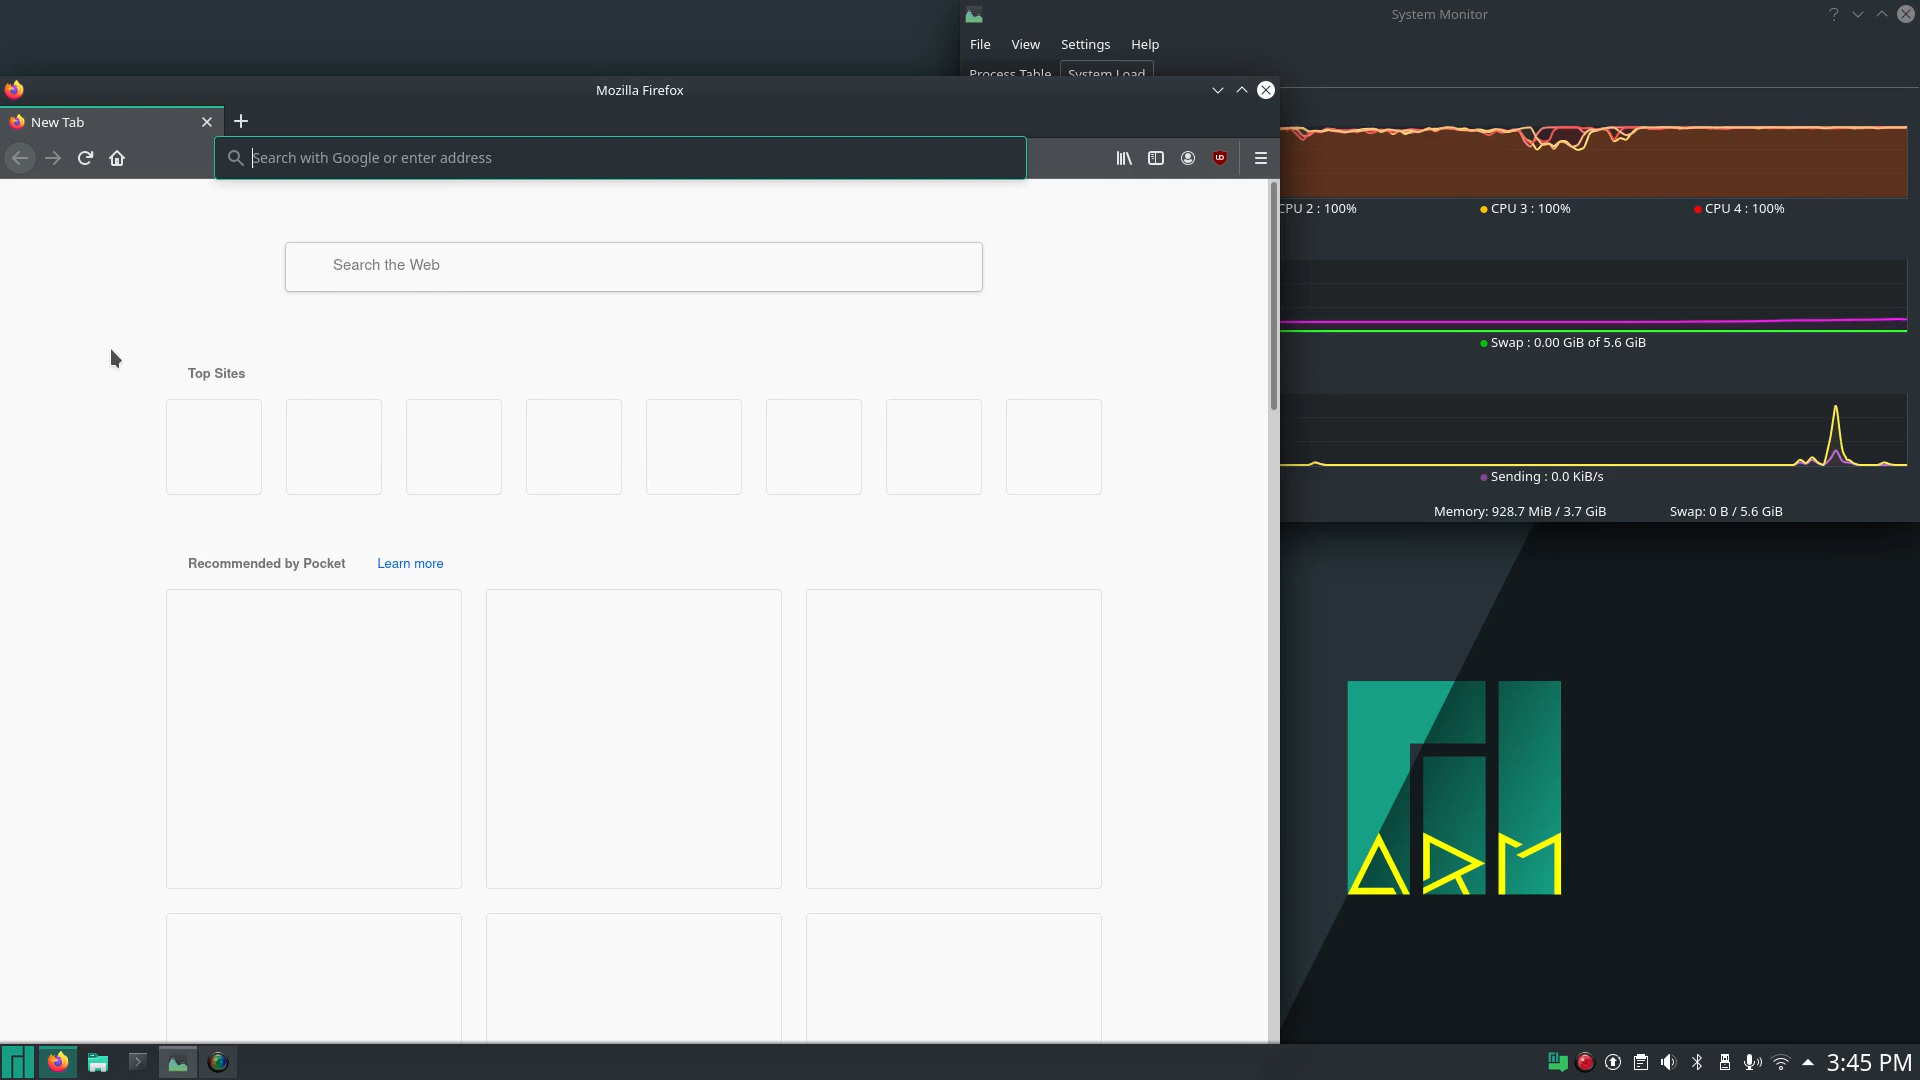 System Monitor
File View Settings Help
Process Table System Load
Mozilla Firefox
New Tab
Search with Google or enter address
CPU 2 : 100% CPU 3 : 100% CPU 4 : 100%
Search the Web
Swap : 0.00 GiB of 5.6 GiB
Top Sites
Sending : 0.0 KiB/s
Memory: 928.7 MiB / 3.7 GiB Swap: 0 B / 5.6 GiB
Recommended by Pocket Learn more
ARM
3:45 PM